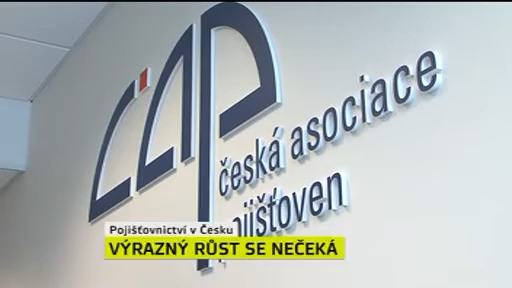 ČAP
česká asociace
pojišťoven
Pojišťovnictví v Česku
VÝRAZNÝ RŮST SE NEČEKÁ